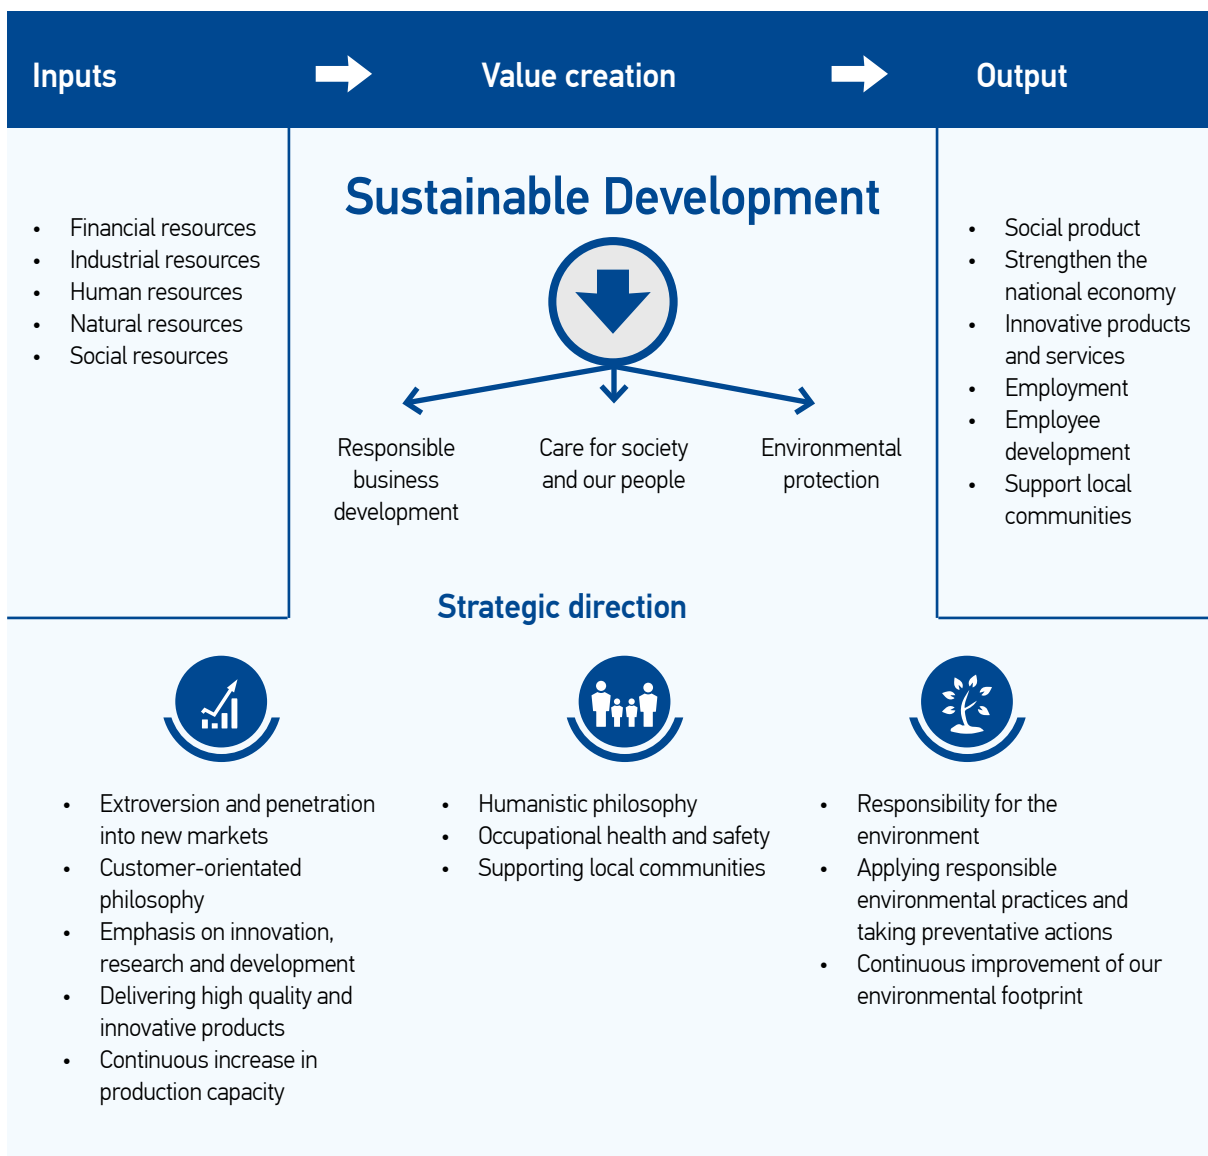 Inputs
Value creation
Output
• Financial resources
• Industrial resources
• Human resources
• Natural resources
• Social resources
Sustainable Development
Responsible
business
development
Care for society
and our people
Environmental
protection
• Social product
• Strengthen the
national economy
• Innovative products
and services
• Employment
• Employee
development
• Support local
communities
Strategic direction
• Extroversion and penetration
into new markets
• Customer-orientated
philosophy
• Emphasis on innovation,
research and development
• Delivering high quality and
innovative products
• Continuous increase in
production capacity
• Humanistic philosophy
• Occupational health and safety
• Supporting local communities
• Responsibility for the
environment
• Applying responsible
environmental practices and
taking preventative actions
• Continuous improvement of our
environmental footprint